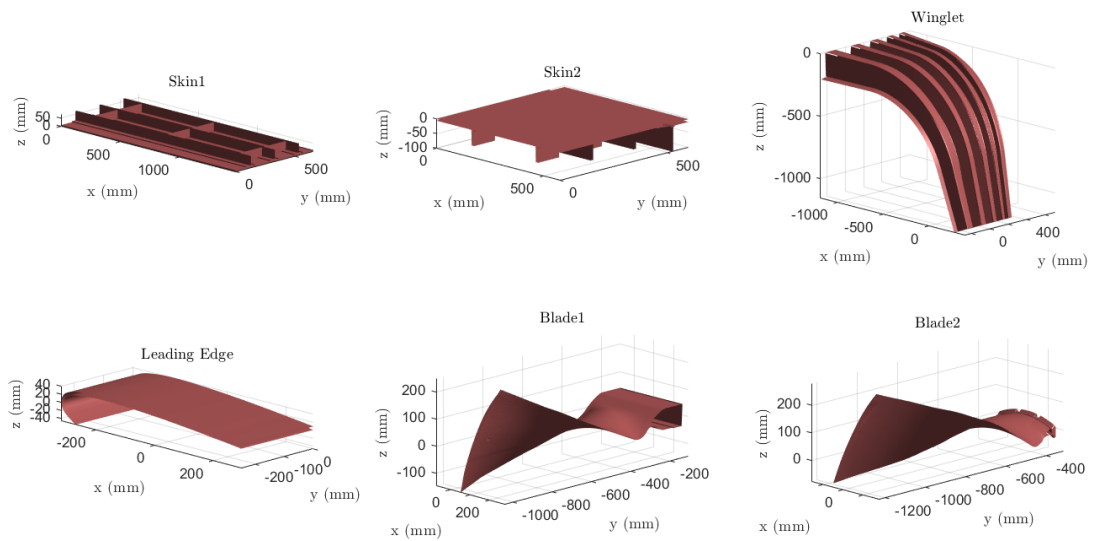 Skin1
z (mm)
50
0
500
1000
x (mm)
0
500
y (mm)
Skin2
z (mm)
0
-50
-100
0
500
x (mm)
0
500
y (mm)
Winglet
z (mm)
0
-500
-1000
-1000
-500
0
x (mm)
0
400
y (mm)
Leading Edge
z (mm)
40
20
0
-20
-40
-200
0
200
x (mm)
-200
-100
0
y (mm)
Blade1
z (mm)
200
100
0
-100
0
200
x (mm)
-1000
-800
-600
-400
-200
y (mm)
Blade2
z (mm)
200
100
0
0
x (mm)
-1200
-1000
-800
-600
-400
y (mm)